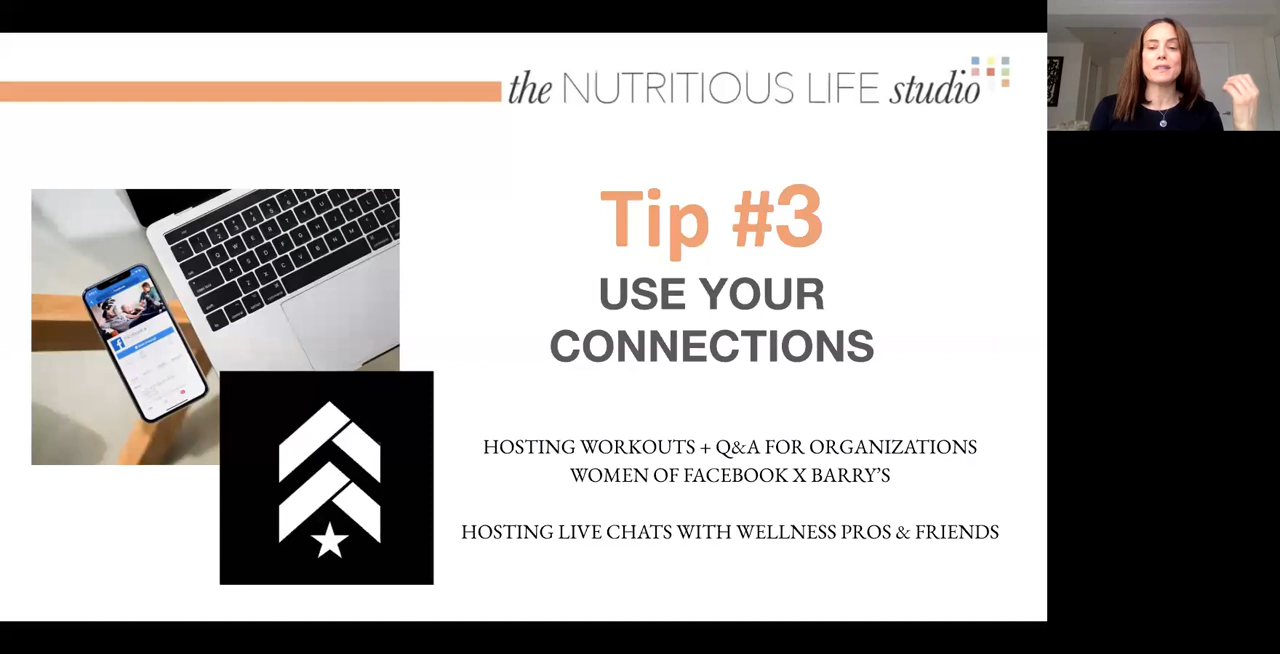 the NUTRITIOUS LIFE studio
Tip #3
USE YOUR
CONNECTIONS
HOSTING WORKOUTS + Q&A FOR ORGANIZATIONS
WOMEN OF FACEBOOK X BARRY'S
HOSTING LIVE CHATS WITH WELLNESS PROS & FRIENDS